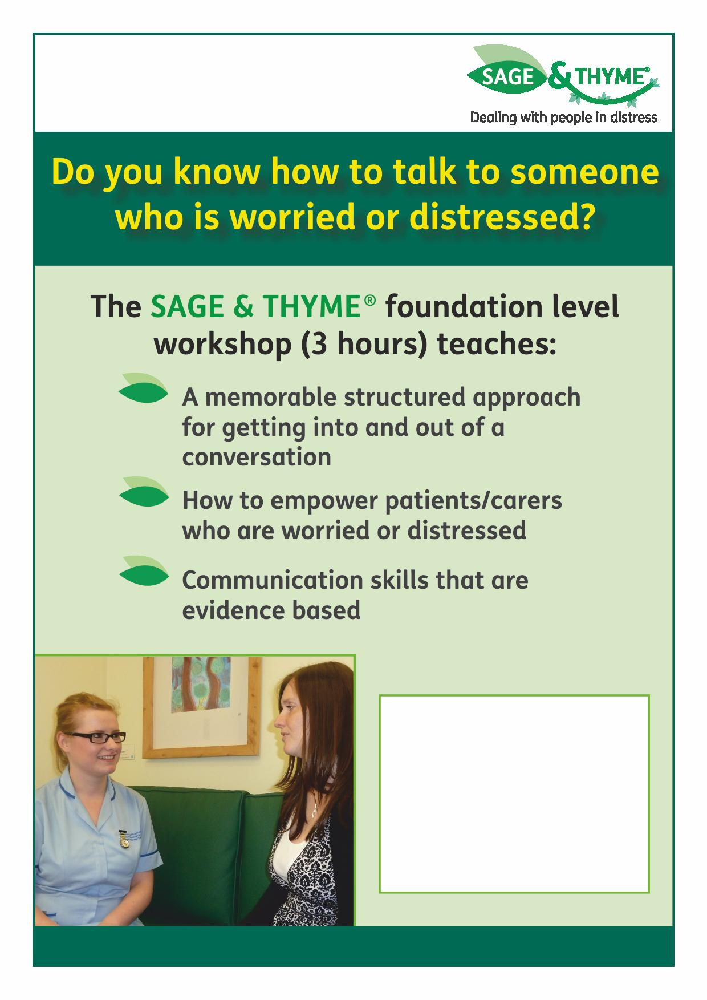 SAGE & THYME®
Dealing with people in distress
Do you know how to talk to someone
who is worried or distressed?
The SAGE & THYME® foundation level
workshop (3 hours) teaches:
A memorable structured approach
for getting into and out of a
conversation
How to empower patients/carers
who are worried or distressed
Communication skills that are
evidence based